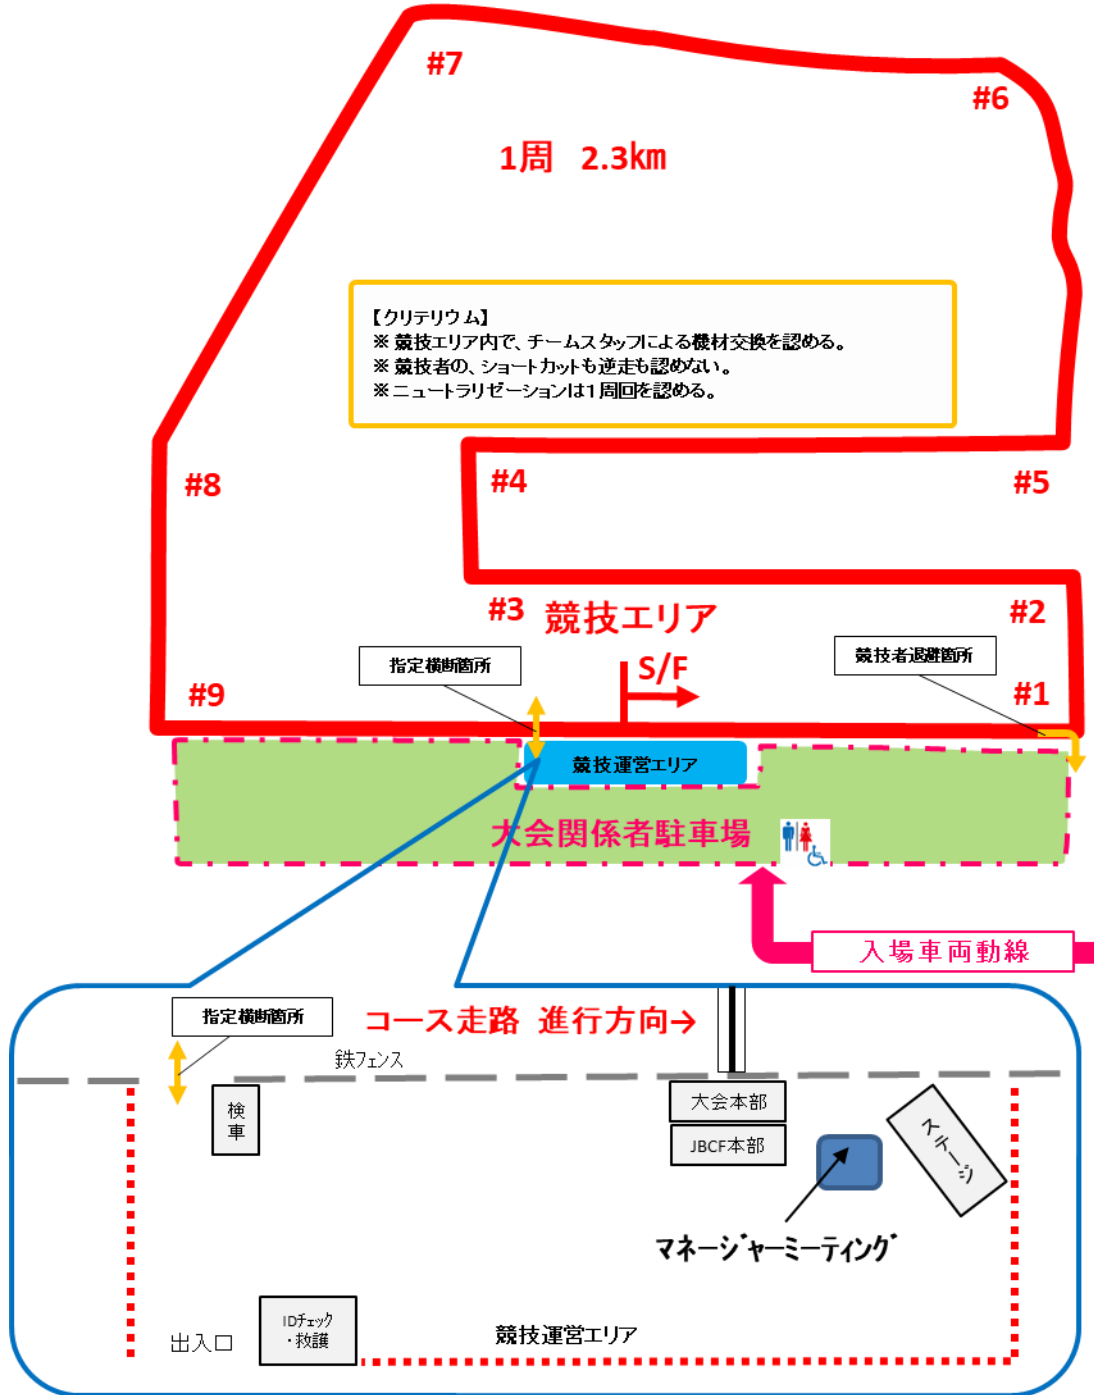 #7
#6
1周 2.3㎞
【クリテリウム】
※ 競技エリア内で、チームスタッフによる機材交換を認める。
※ 競技者の、ショートカットも逆走も認めない。
※ ニュートラリゼーションは1周回を認める。
#8
#4
#5
#3
競技エリア
#2
指定横断箇所
S/F
競技者退避箇所
#9
#1
競技運営エリア
大会関係者駐車場
入場車両動線
指定横断箇所
コース走路 進行方向→
鉄フェンス
検車
大会本部
JBCF本部
ステージ
マネージャーミーティング
IDチェック
・救護
出入口
競技運営エリア